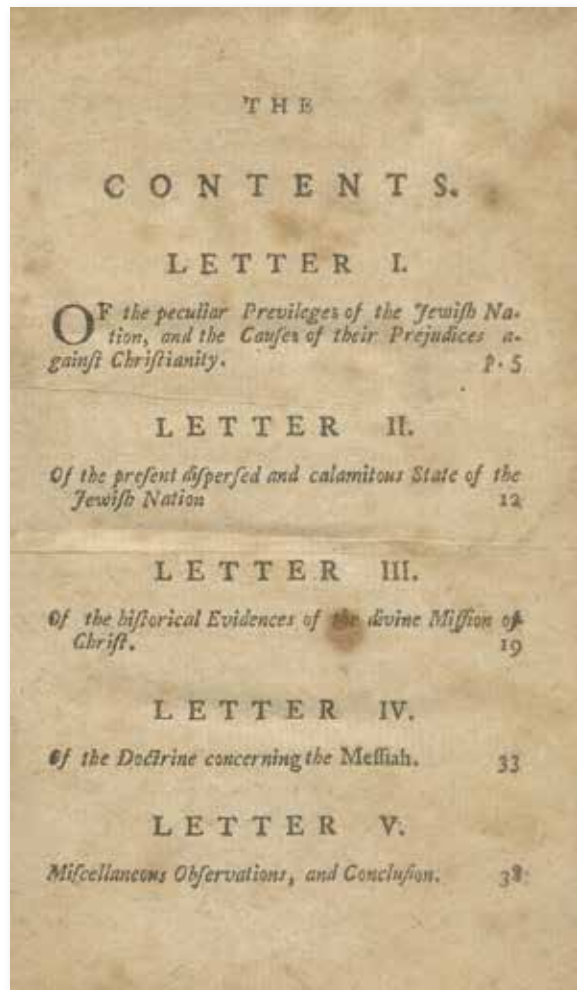 THE
CONTENTS.
LETTER I.
OF the peculiar Previleges of the Jewiſh Na-
tion, and the Cauſes of their Prejudices a-
gainſt Chriſtianity. p. 5
LETTER II.
Of the preſent diſperſed and calamitous State of the
Jewiſh Nation 12
LETTER III.
Of the hiſtorical Evidences of the divine Miſſion of
Chriſt. 19
LETTER IV.
Of the Doctrine concerning the Meſſiah. 33
LETTER V.
Miſcellaneous Obſervations, and Concluſion. 38